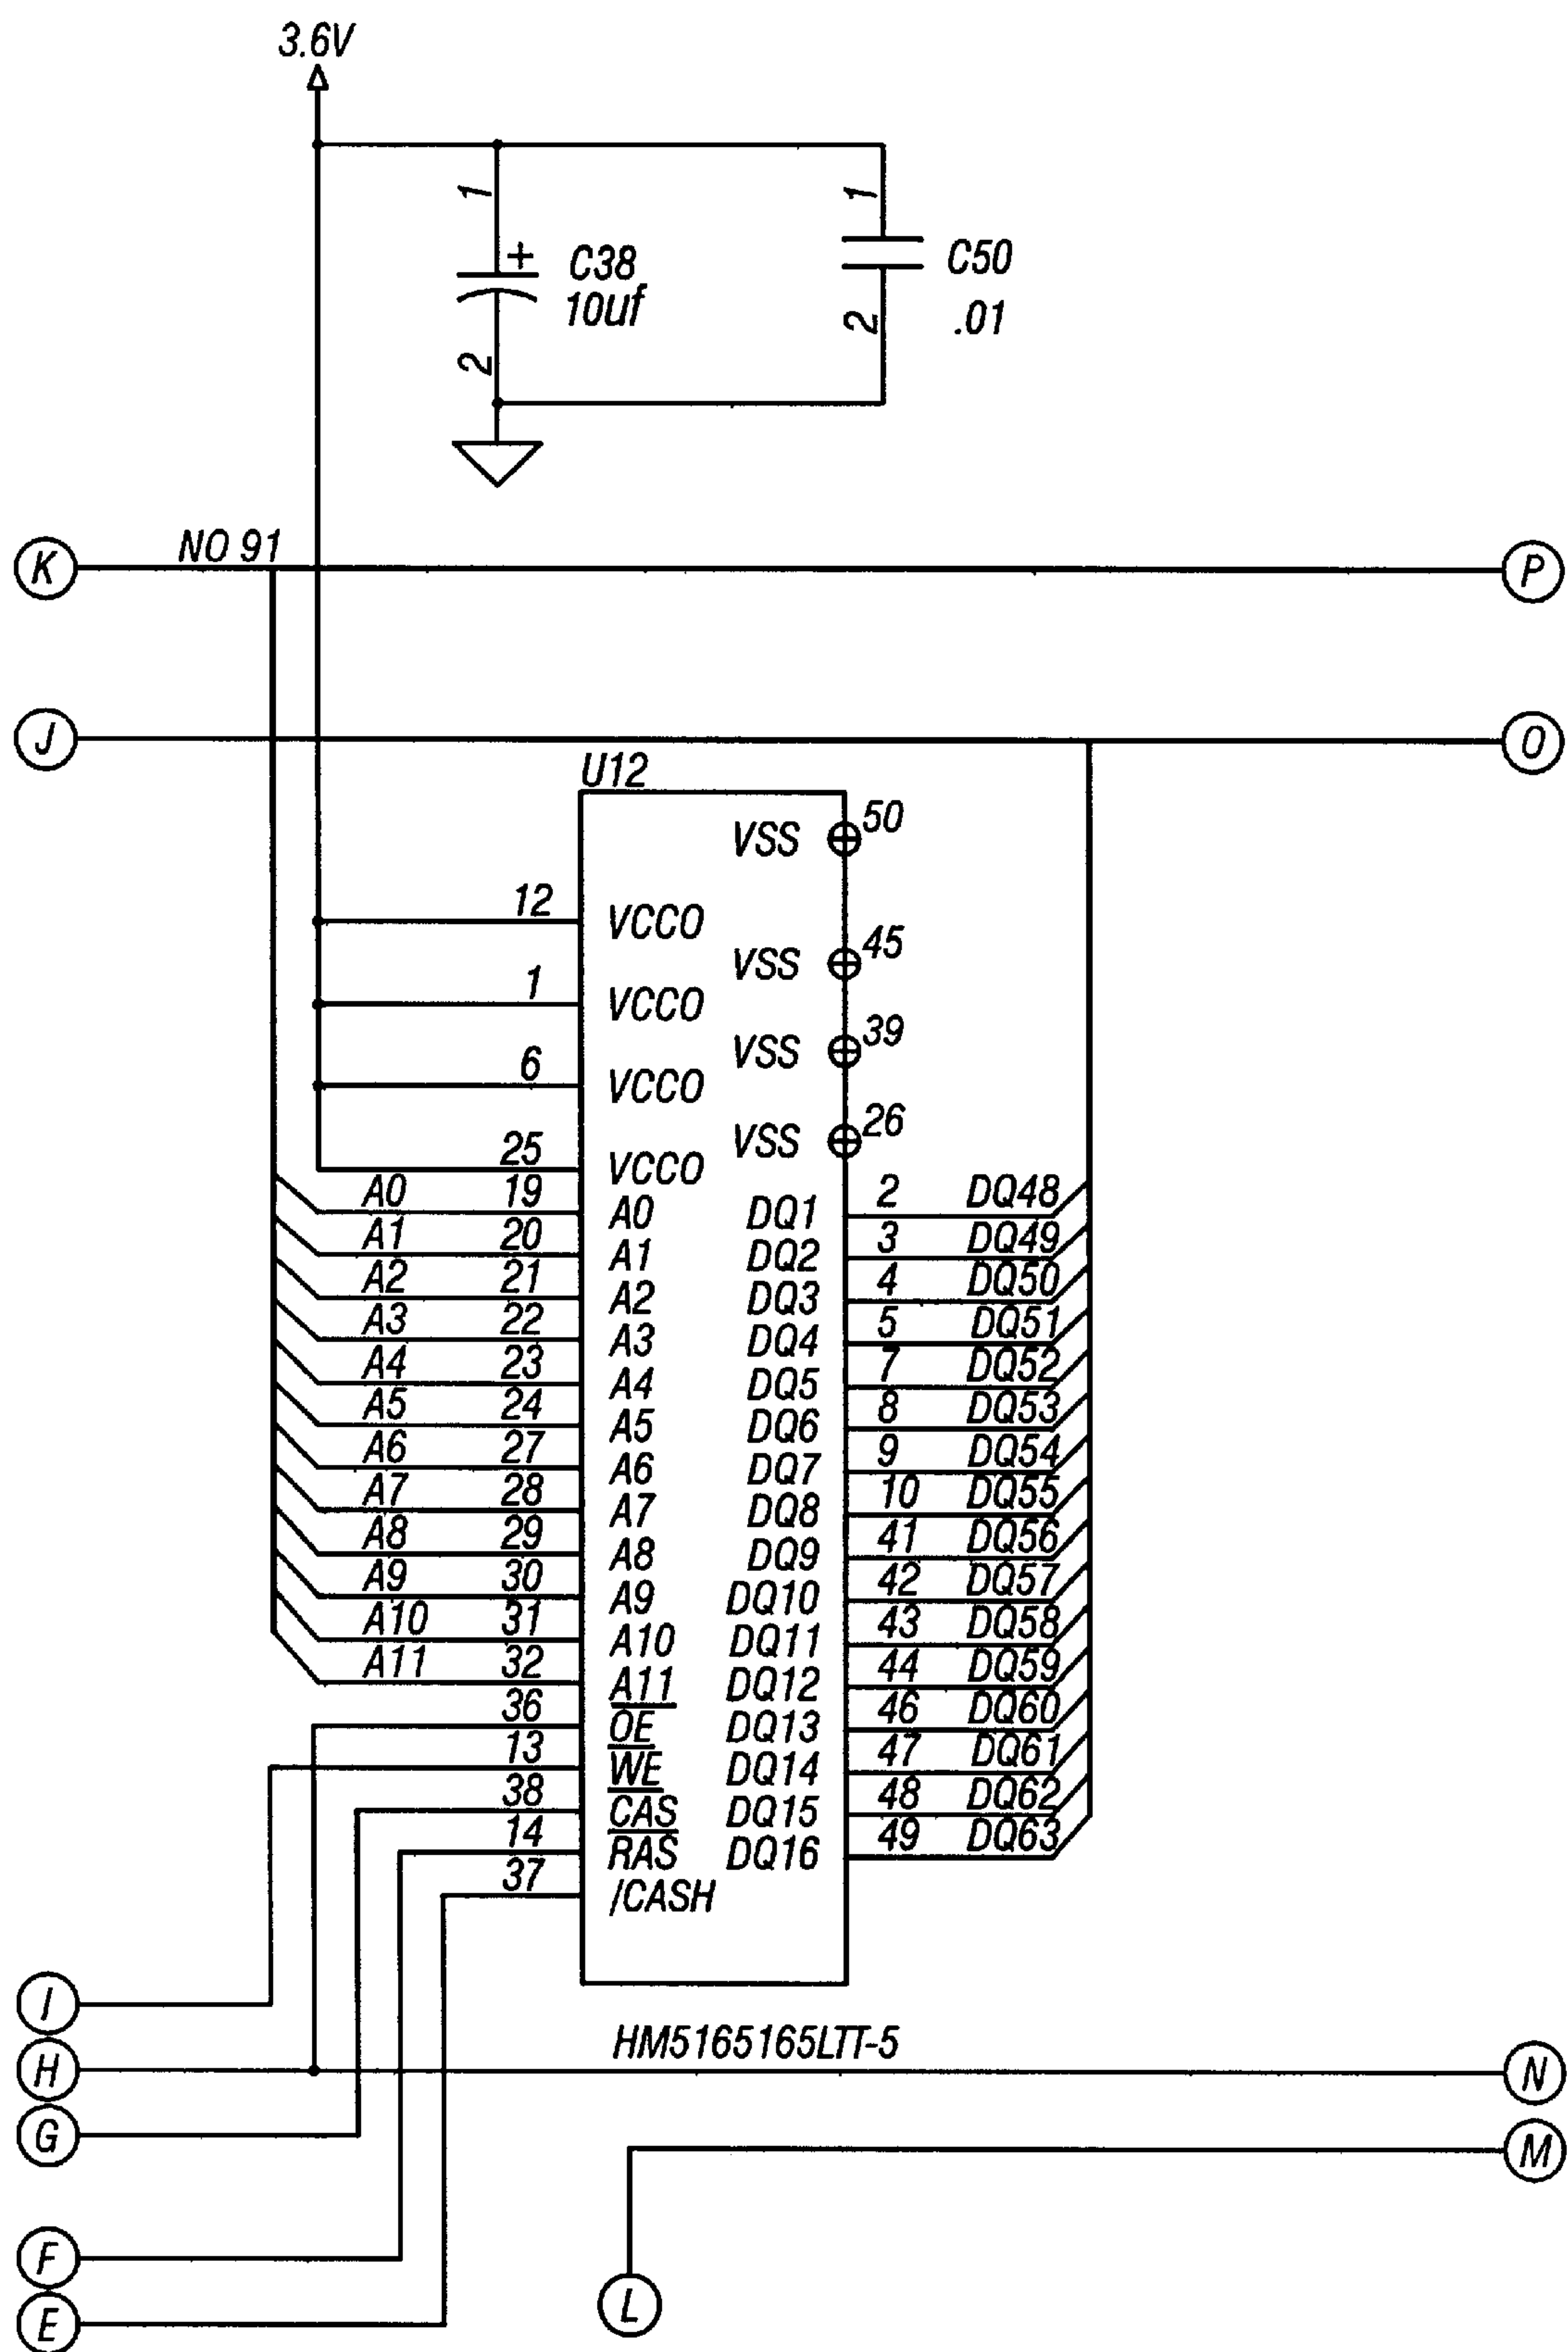 3.6V
1
1
+
C38
10uf
C50
.01
2
2
NO 91
K
P
J
O
U12
VSS 50
12 VCCO
VSS 45
1 VCCO
VSS 39
6 VCCO
VSS 26
25 VCCO
A0 19 A0 DQ1 2 DQ48
A1 20 A1 DQ2 3 DQ49
A2 21 A2 DQ3 4 DQ50
A3 22 A3 DQ4 5 DQ51
A4 23 A4 DQ5 7 DQ52
A5 24 A5 DQ6 8 DQ53
A6 27 A6 DQ7 9 DQ54
A7 28 A7 DQ8 10 DQ55
A8 29 A8 DQ9 41 DQ56
A9 30 A9 DQ10 42 DQ57
A10 31 A10 DQ11 43 DQ58
A11 32 A11 DQ12 44 DQ59
36 OE DQ13 46 DQ60
13 WE DQ14 47 DQ61
38 CAS DQ15 48 DQ62
14 RAS DQ16 49 DQ63
37 /CASH
I
HM5165165LTT-5
H
N
G
M
F
L
E